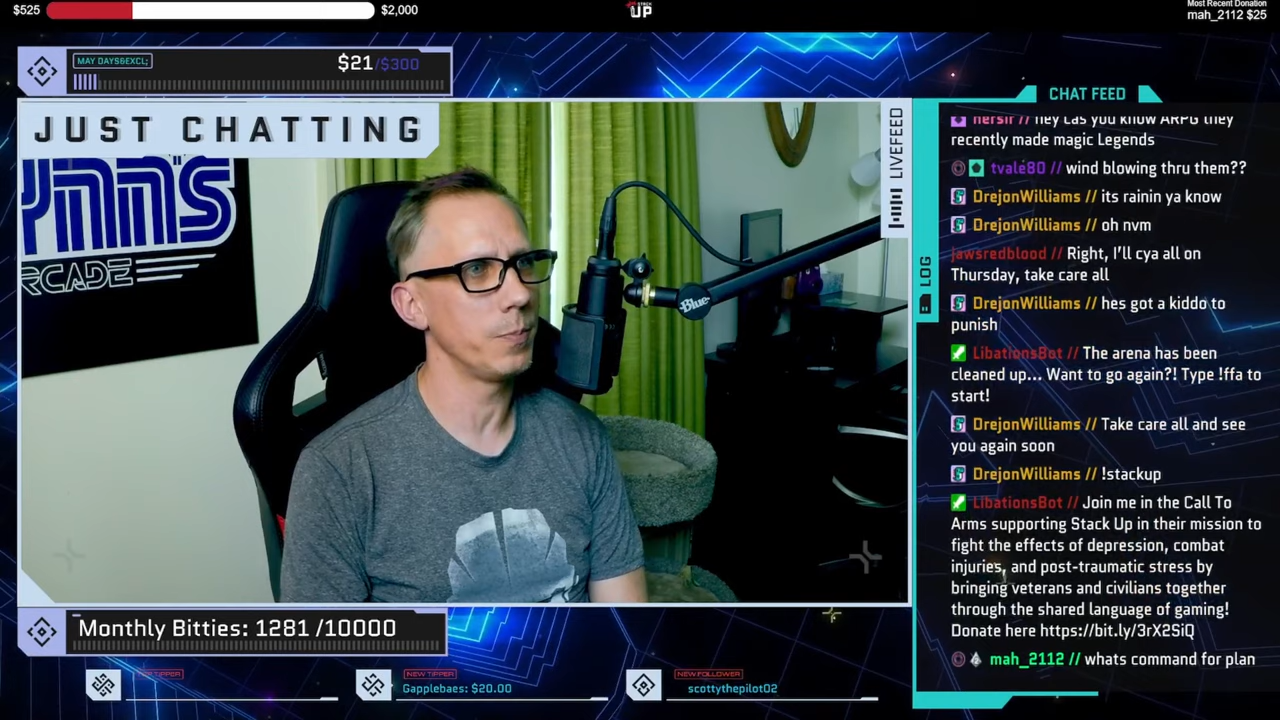 $525
$2,000
STACK
UP
Most Recent Donation
mah_2112 $25
MAY DAYS&EXCL;
$21/$300
JUST CHATTING
LIVEFEED
YNN'S
RCADE
Blue
CHAT FEED
LOG
hersir // hey Cas you know ARPG they
recently made magic Legends
tvale80 // wind blowing thru them??
DrejonWilliams // its rainin ya know
DrejonWilliams // oh nvm
jawsredblood // Right, I'll cya all on
Thursday, take care all
DrejonWilliams // hes got a kiddo to
punish
LibationsBot // The arena has been
cleaned up... Want to go again?! Type !ffa to
start!
DrejonWilliams // Take care all and see
you again soon
DrejonWilliams // !stackup
LibationsBot // Join me in the Call To
Arms supporting Stack Up in their mission to
fight the effects of depression, combat
injuries, and post-traumatic stress by
bringing veterans and civilians together
through the shared language of gaming!
Donate here https://bit.ly/3rX2SiQ
mah_2112 // whats command for plan
Monthly Bitties: 1281 /10000
TIPPER
NEW TIPPER
Gapplebaes: $20.00
NEW FOLLOWER
scottythepilot02